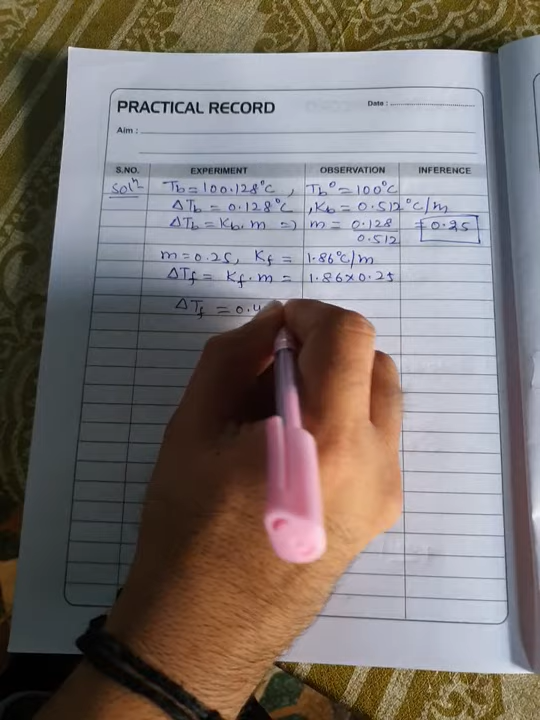 PRACTICAL RECORD
Date :
Aim :
S.NO. EXPERIMENT OBSERVATION INFERENCE
Solⁿ Tb = 100.128°C , Tb° = 100°C
ΔTb = 0.128°C , Kb = 0.512°C/m
ΔTb = Kb.m ⇒ m = 0.128 = 0.25
0.512
m = 0.25, Kf = 1.86°C/m
ΔTf = Kf.m = 1.86×0.25
ΔTf = 0.4